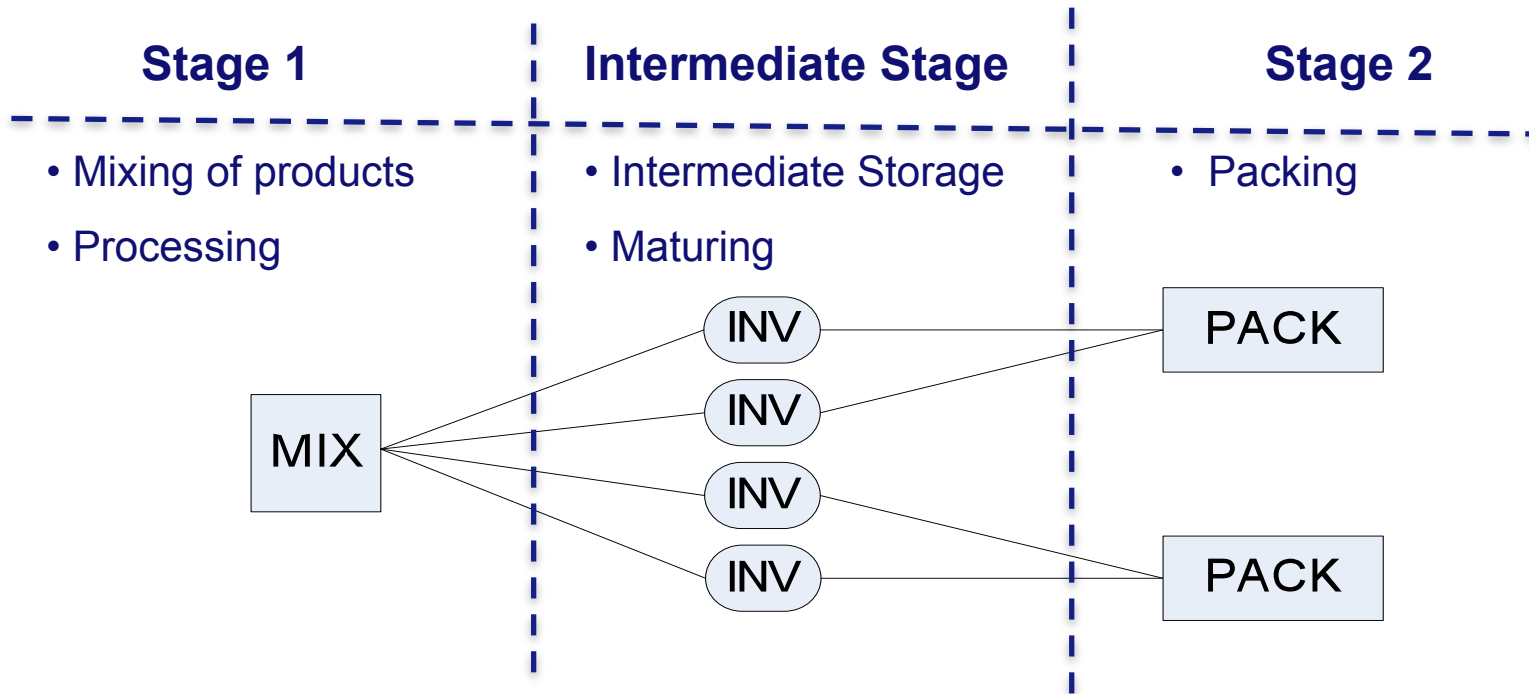 Stage 1
Intermediate Stage
Stage 2
• Mixing of products
• Processing
• Intermediate Storage
• Maturing
• Packing
MIX
INV
INV
INV
INV
PACK
PACK